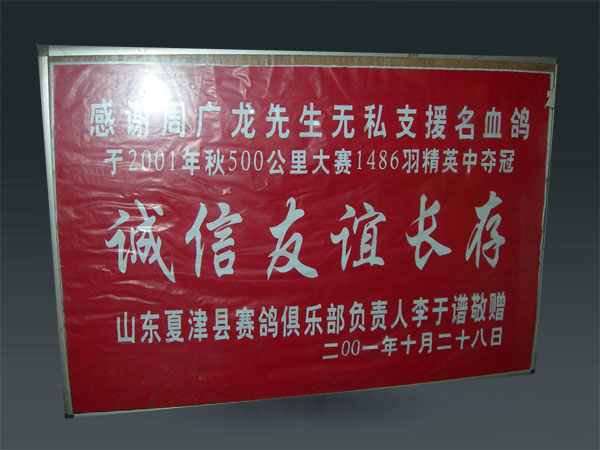 感谢周广龙先生无私支援名血鸽
于2001年秋500公里大赛1486羽精英中夺冠
诚信友谊长存
山东夏津县赛鸽俱乐部负责人李于谱敬赠
二00一年十月二十八日